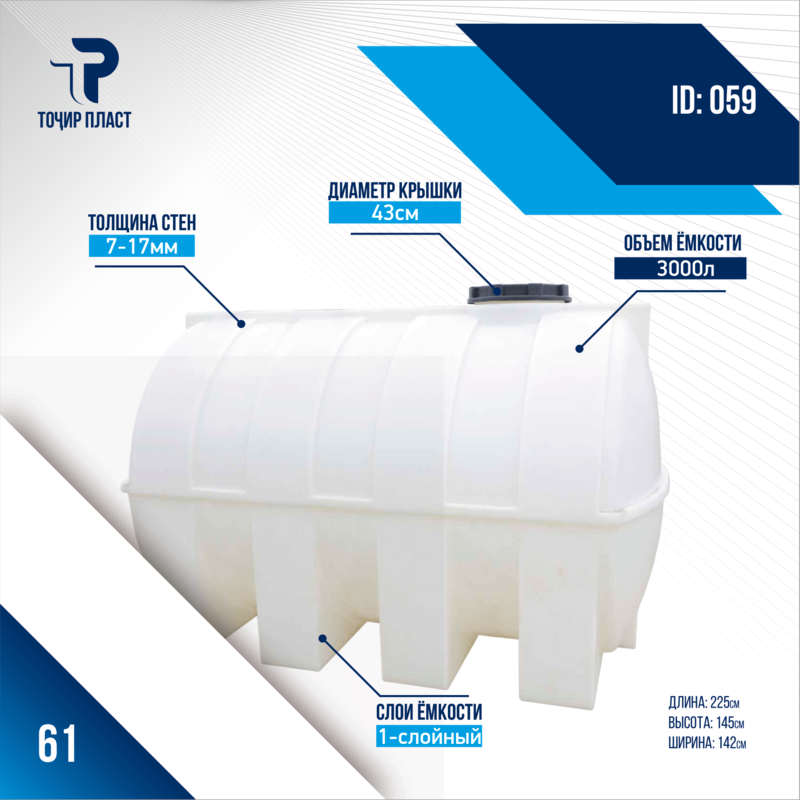 ТОҶИР ПЛАСТ
ID: 059
ДИАМЕТР КРЫШКИ
43см
ТОЛЩИНА СТЕН
7-17мм
ОБЪЕМ ЁМКОСТИ
3000л
СЛОИ ЁМКОСТИ
1-слойный
ДЛИНА: 225см
ВЫСОТА: 145см
ШИРИНА: 142см
61